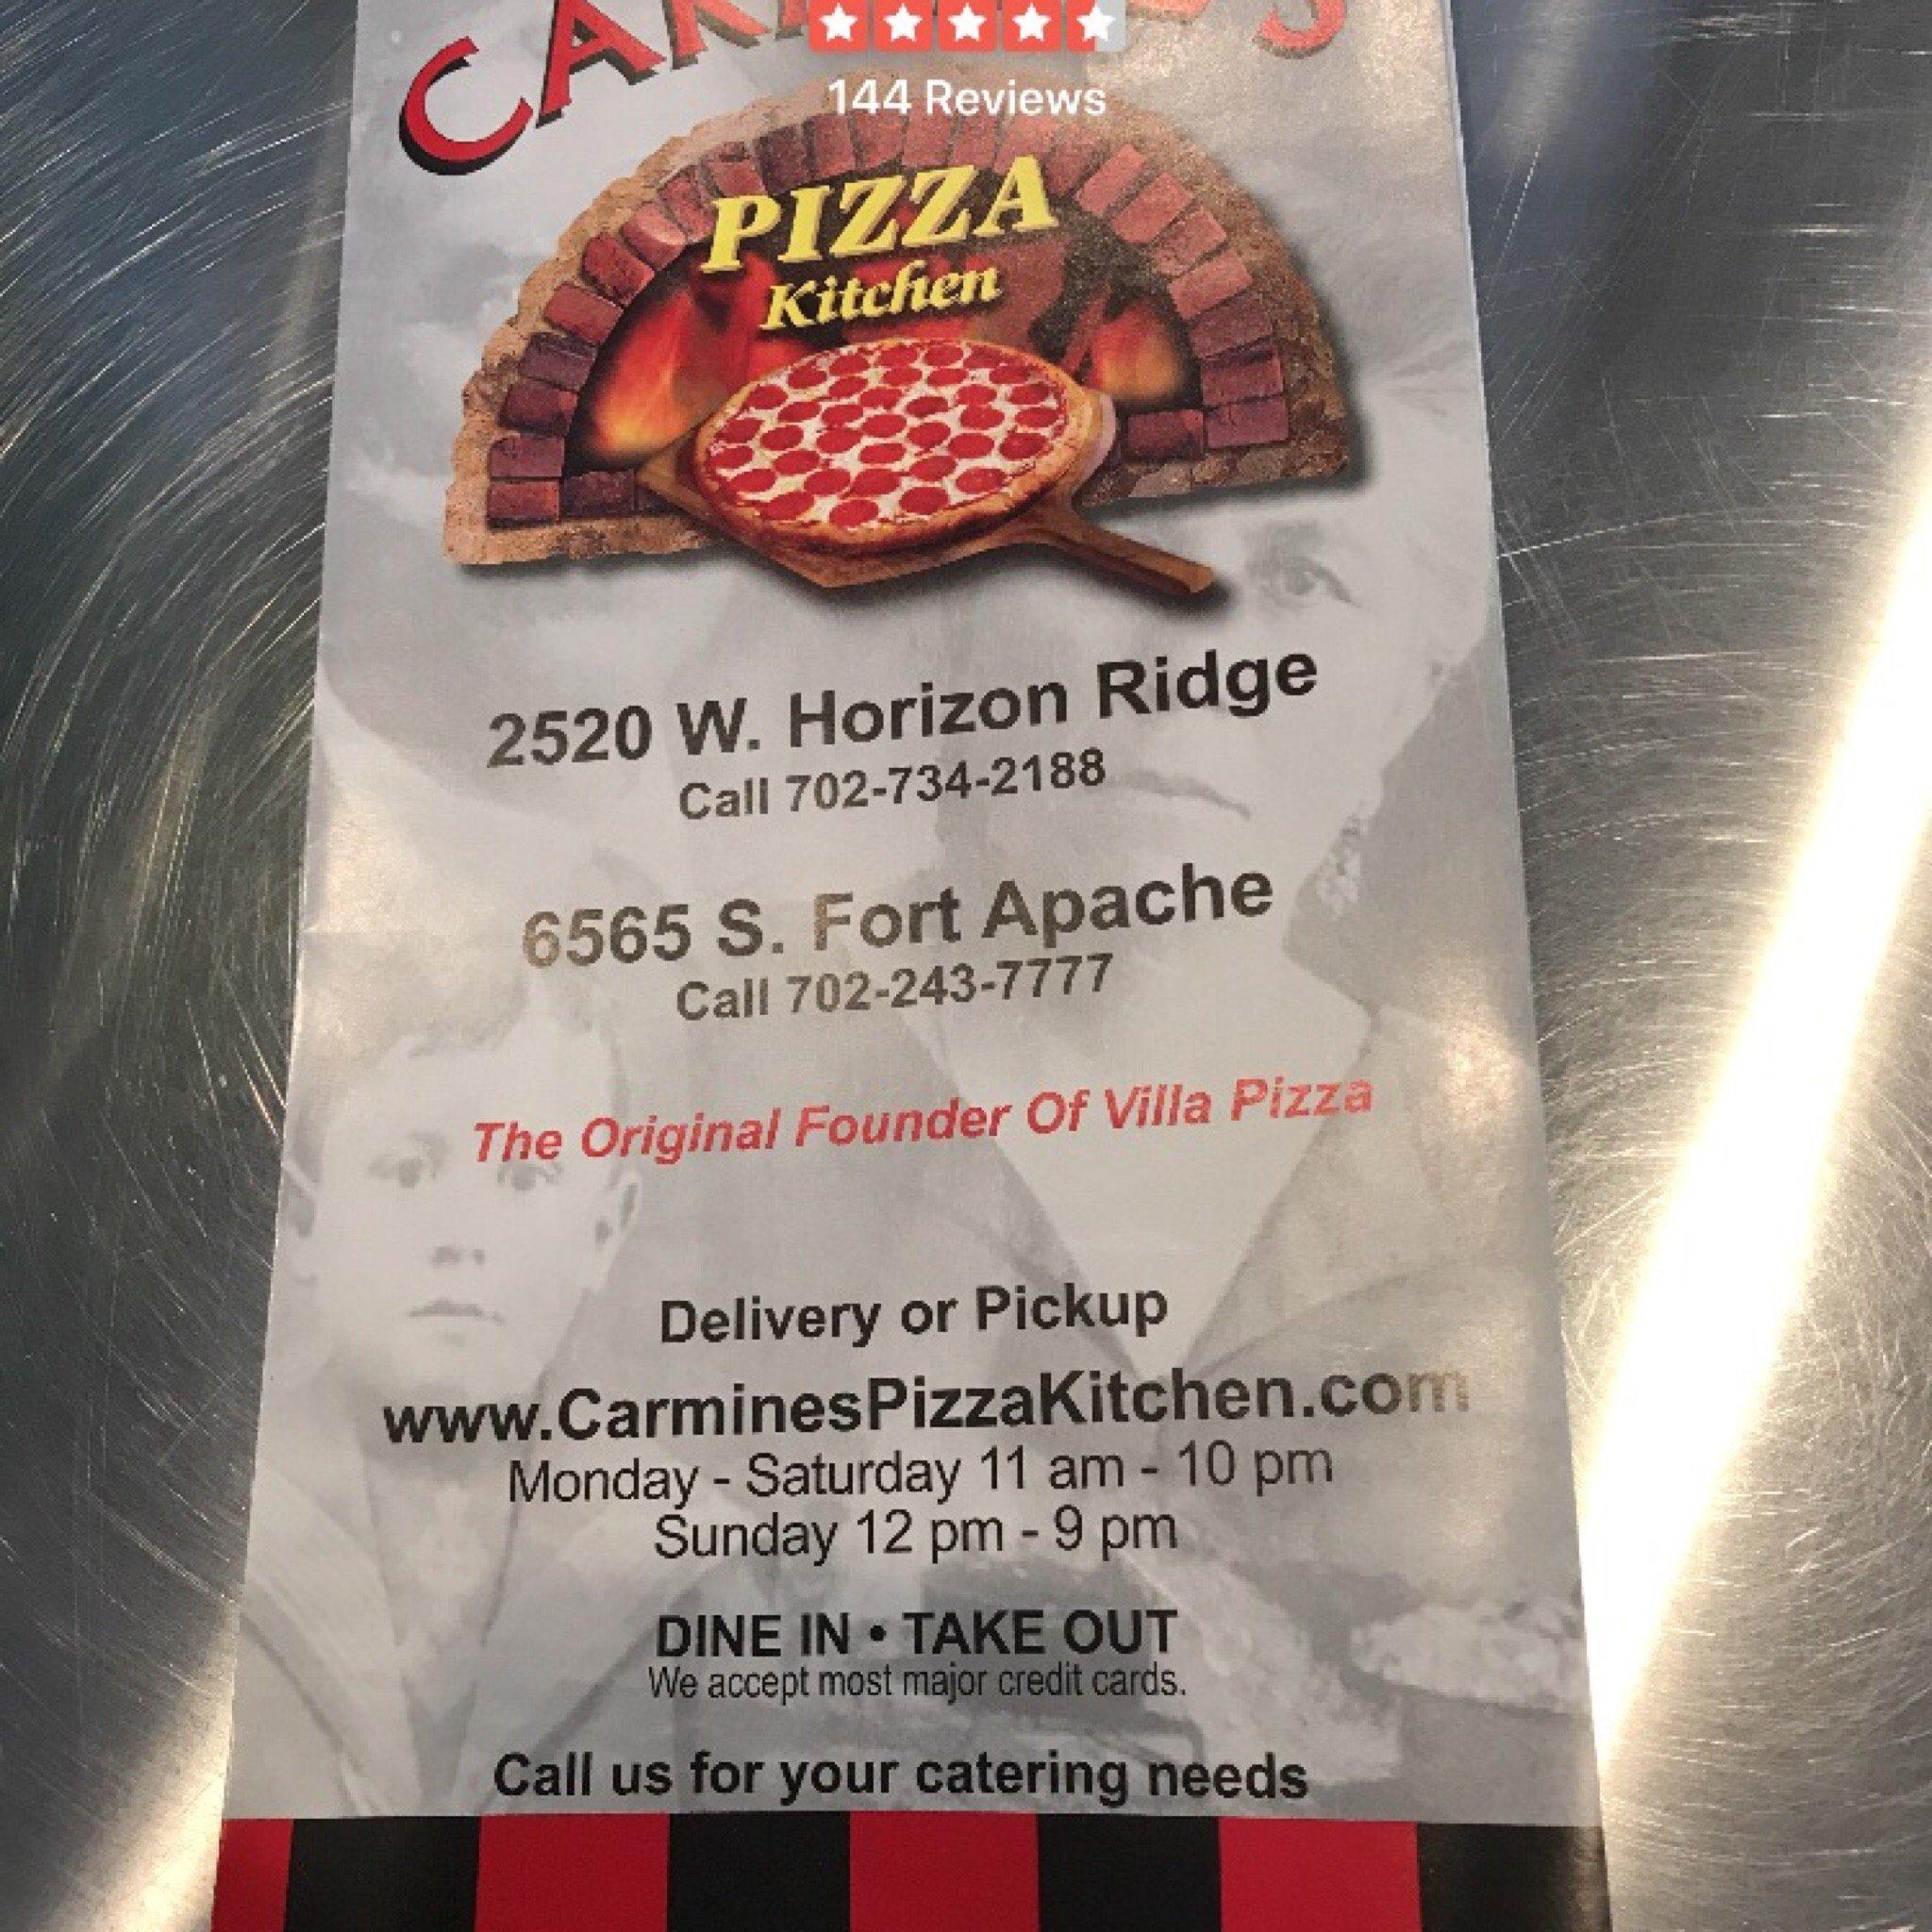 144 Reviews
PIZZA
Kitchen
2520 W. Horizon Ridge
Call 702-734-2188
6565 S. Fort Apache
Call 702-243-7777
The Original Founder Of Villa Pizza
Delivery or Pickup
www.CarminesPizzaKitchen.com
Monday - Saturday 11 am - 10 pm
Sunday 12 pm - 9 pm
DINE IN • TAKE OUT
We accept most major credit cards.
Call us for your catering needs